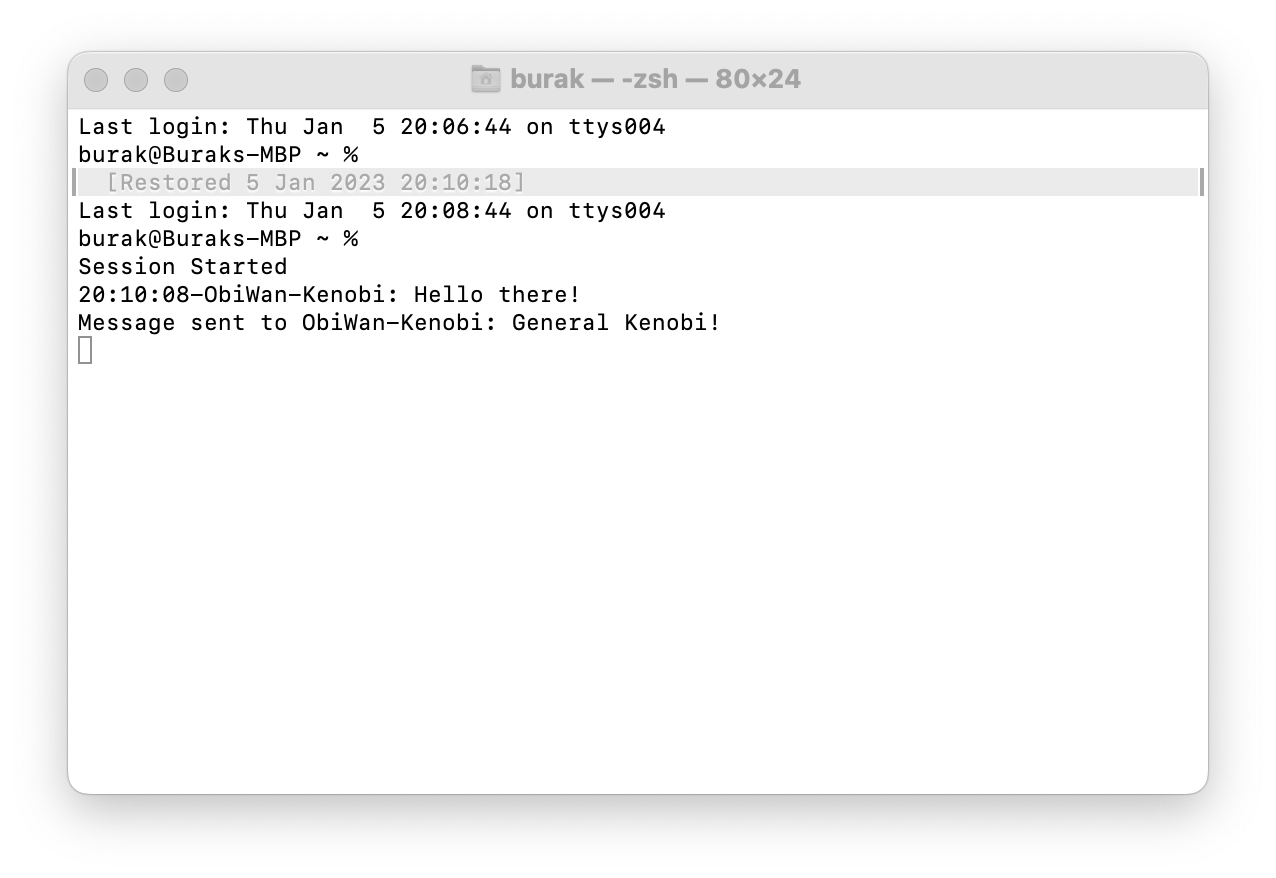 burak — -zsh — 80×24
Last login: Thu Jan  5 20:06:44 on ttys004
burak@Buraks-MBP ~ %
[Restored 5 Jan 2023 20:10:18]
Last login: Thu Jan  5 20:08:44 on ttys004
burak@Buraks-MBP ~ %
Session Started
20:10:08-ObiWan-Kenobi: Hello there!
Message sent to ObiWan-Kenobi: General Kenobi!